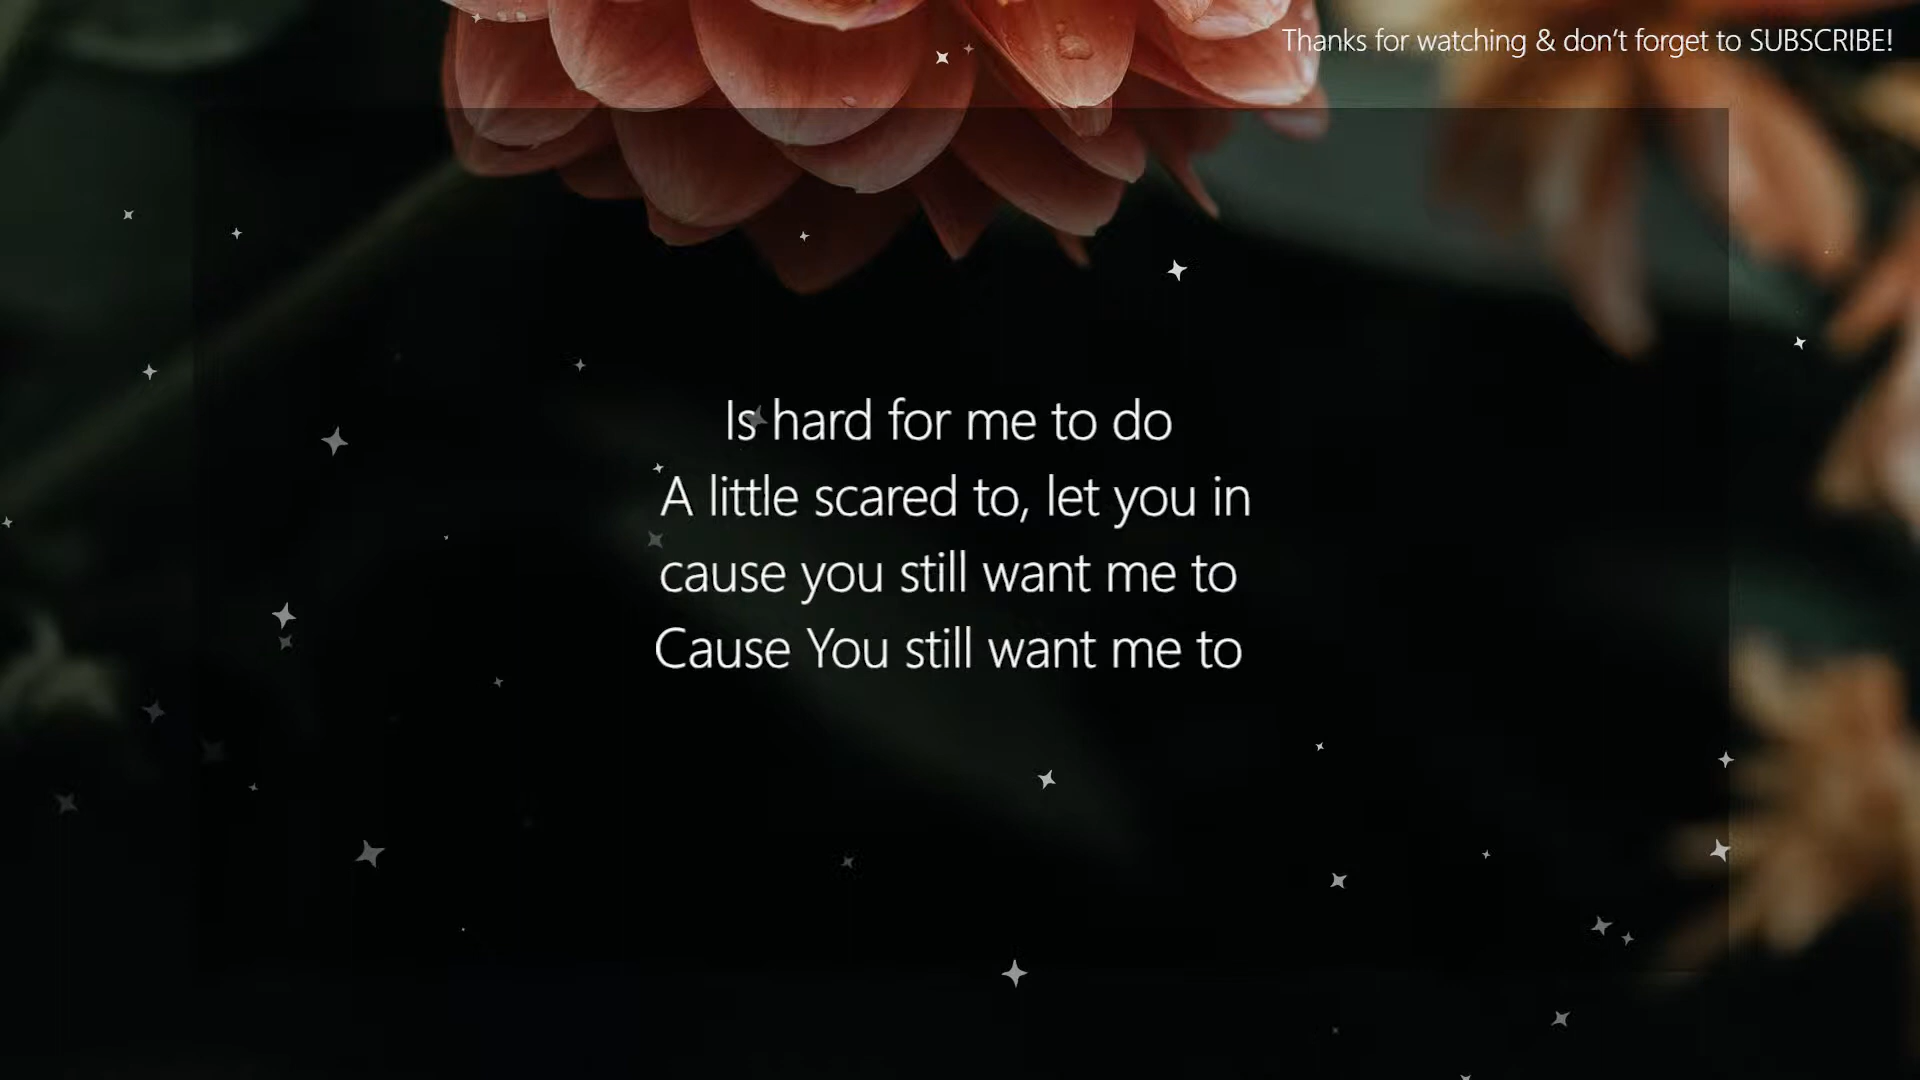 Thanks for watching & don't forget to SUBSCRIBE!
Is hard for me to do
A little scared to, let you in
cause you still want me to
Cause You still want me to